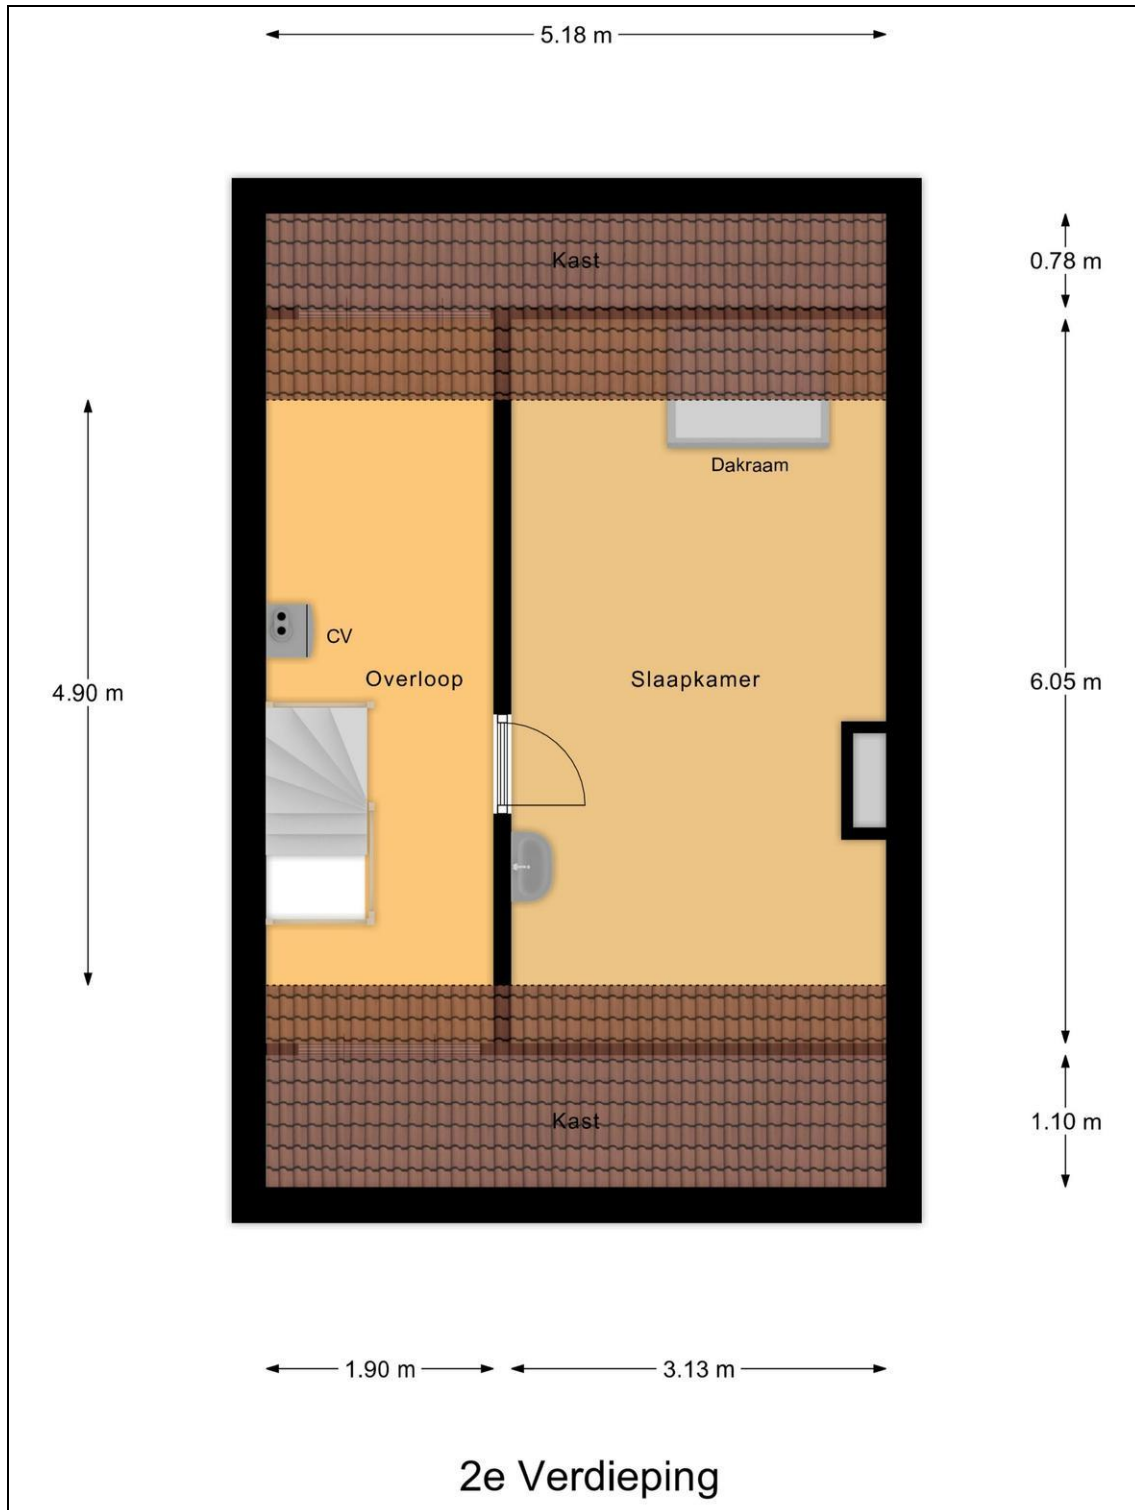 5.18 m
Kast
0.78 m
Dakraam
CV
Overloop
Slaapkamer
4.90 m
6.05 m
Kast
1.10 m
1.90 m
3.13 m
2e Verdieping